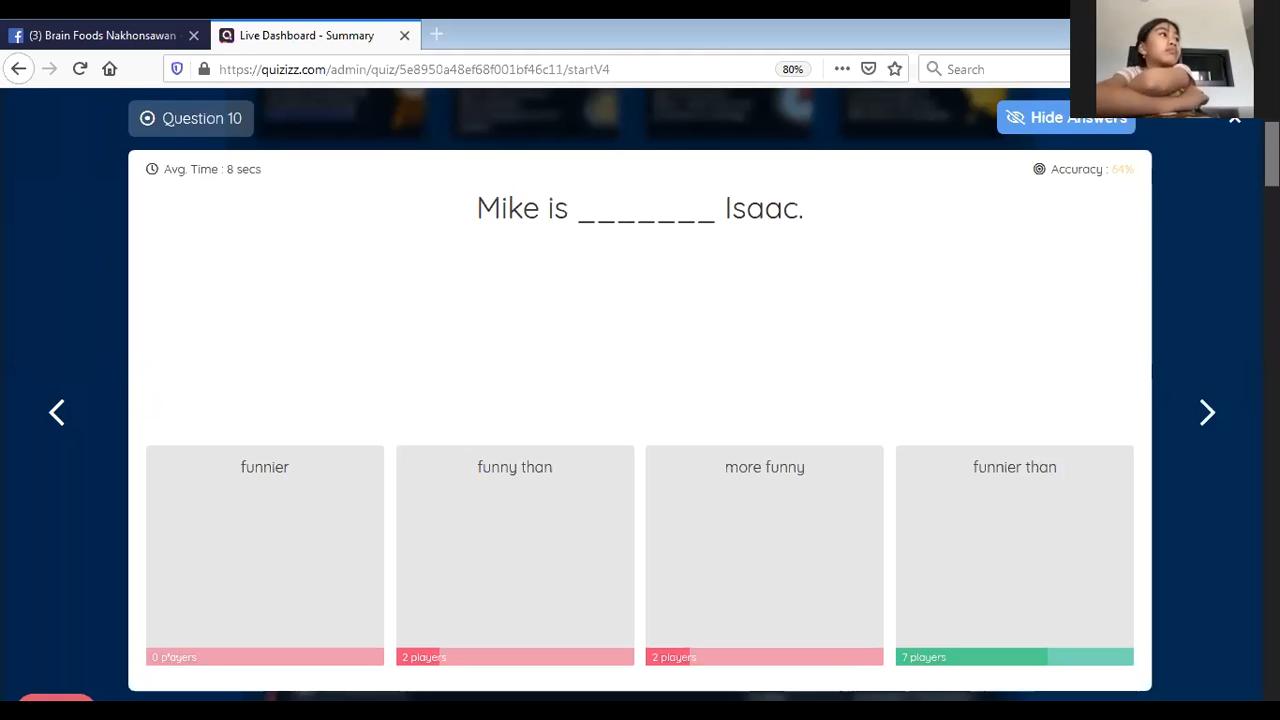 (3) Brain Foods Nakhonsawan
Live Dashboard - Summary
https://quizizz.com/admin/quiz/5e8950a48ef68f001bf46c11/startV4
80%
Search
Question 10
Hide Answers
Avg. Time : 8 secs
Accuracy : 64%
Mike is _______ Isaac.
funnier
funny than
more funny
funnier than
0 players
2 players
2 players
7 players